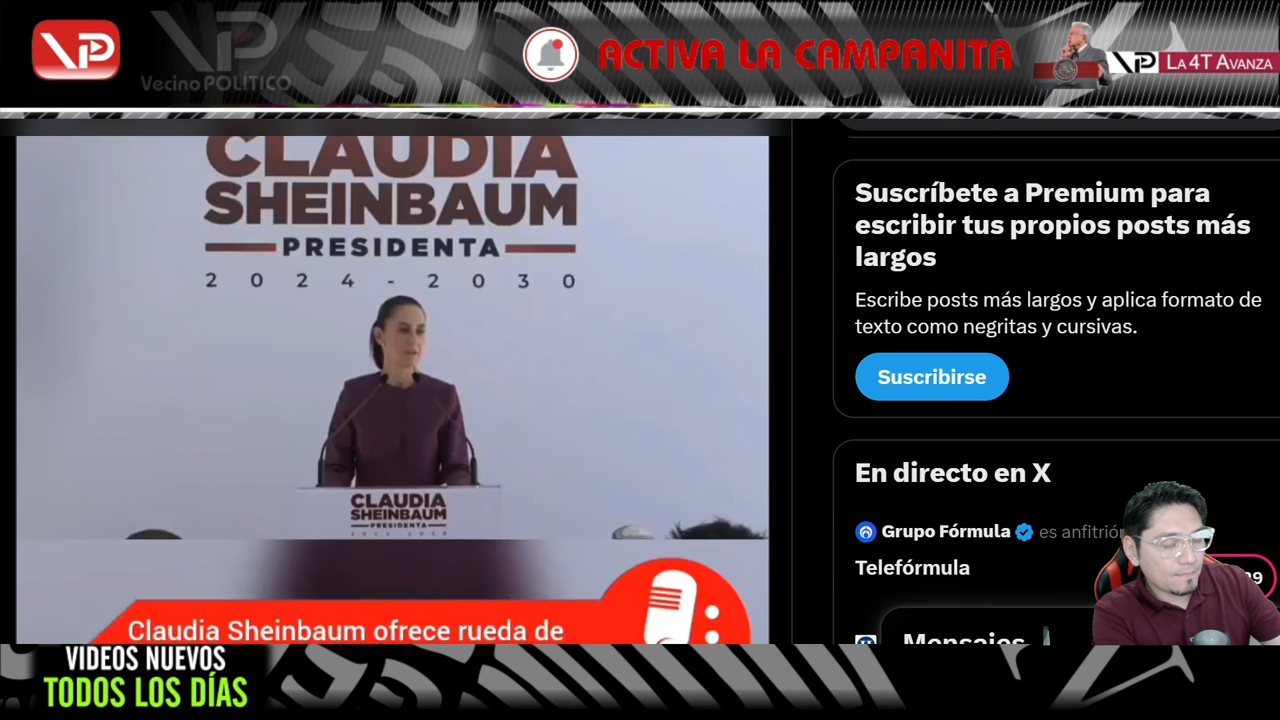 VP
VP
Vecino POLÍTICO
ACTIVA LA CAMPANITA
VP LA 4T AVANZA
CLAUDIA
SHEINBAUM
PRESIDENTA
2024-2030
CLAUDIA
SHEINBAUM
PRESIDENTA
Claudia Sheinbaum ofrece rueda de
Suscríbete a Premium para
escribir tus propios posts más
largos
Escribe posts más largos y aplica formato de
texto como negritas y cursivas.
Suscribirse
En directo en X
Grupo Fórmula es anfitrión
Telefórmula
Mensajes
VIDEOS NUEVOS
TODOS LOS DÍAS